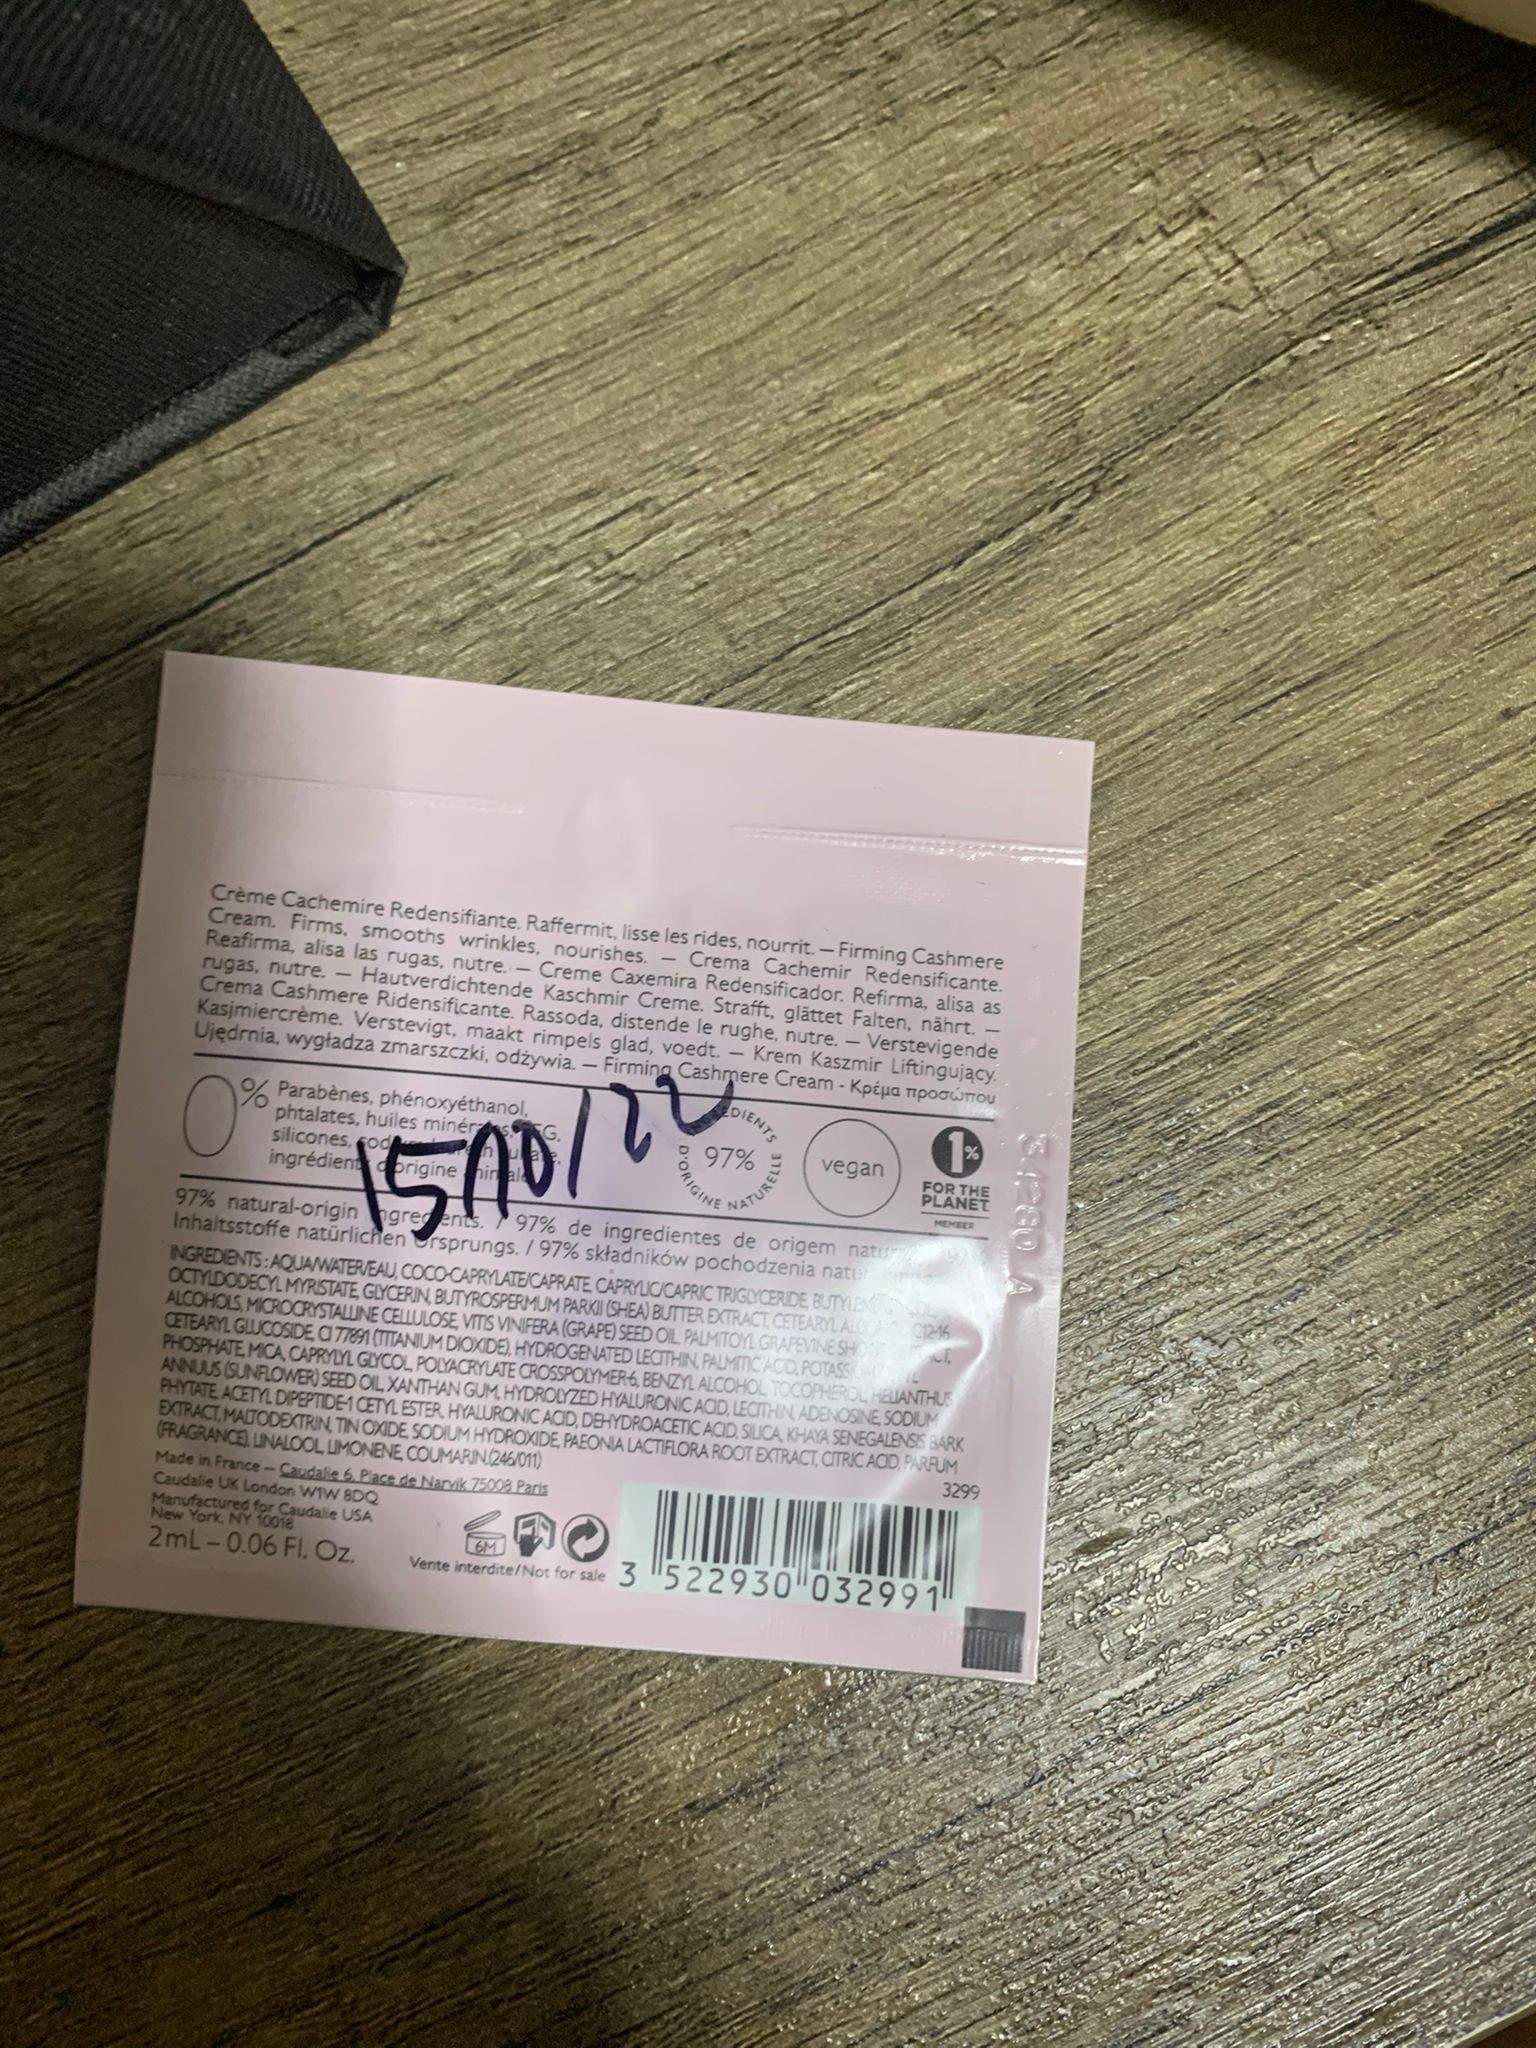 Crème Cachemire Redensifiante. Raffermit, lisse les rides, nourrit. — Firming Cashmere
Cream. Firms, smooths wrinkles, nourishes. — Crema Cachemir Redensificante.
Reafirma, alisa las rugas, nutre. — Creme Caxemira Redensificador. Refirma, alisa as
rugas, nutre. — Hautverdichtende Kaschmir Creme. Strafft, glättet Falten, nährt. —
Crema Cashmere Ridensificante. Rassoda, distende le rughe, nutre. — Verstevigende
Kasjmiercrème. Verstevigt, maakt rimpels glad, voedt. — Krem Kaszmir Liftingujący.
Ujędrnia, wygładza zmarszczki, odżywia. — Firming Cashmere Cream - Κρέμα προσώπου
0% Parabènes, phénoxyéthanol,
phtalates, huiles minérales,
silicones,
ingrédients d'origine animale
15/10/22
97%
D'ORIGINE NATURELLE
vegan
1%
FOR THE
PLANET
MEMBER
97% natural-origin ingredients. / 97% de ingredientes de origem
Inhaltsstoffe natürlichen Ursprungs. / 97% składników pochodzenia
INGREDIENTS : AQUA/WATER/EAU, COCO-CAPRYLATE/CAPRATE, CAPRYLIC/CAPRIC TRIGLYCERIDE,
OCTYLDODECYL MYRISTATE, GLYCERIN, BUTYROSPERMUM PARKII (SHEA) BUTTER EXTRACT, CETEARYL C12-16
ALCOHOLS, MICROCRYSTALLINE CELLULOSE, VITIS VINIFERA (GRAPE) SEED OIL, PALMITOYL GRAPEVINE SHOOT EXTRACT,
CETEARYL GLUCOSIDE, CI 77891 (TITANIUM DIOXIDE), HYDROGENATED LECITHIN, PALMITIC ACID, POTASSIUM
PHOSPHATE, MICA, CAPRYLYL GLYCOL, POLYACRYLATE CROSSPOLYMER-6, BENZYL ALCOHOL, TOCOPHEROL, HELIANTHUS
ANNUUS (SUNFLOWER) SEED OIL, XANTHAN GUM, HYDROLYZED HYALURONIC ACID, LECITHIN, ADENOSINE, SODIUM
PHYTATE, ACETYL DIPEPTIDE-1 CETYL ESTER, HYALURONIC ACID, DEHYDROACETIC ACID, SILICA, KHAYA SENEGALENSIS BARK
EXTRACT, MALTODEXTRIN, TIN OXIDE, SODIUM HYDROXIDE, PAEONIA LACTIFLORA ROOT EXTRACT, CITRIC ACID, PARFUM
(FRAGRANCE), LINALOOL, LIMONENE, COUMARIN.(246/011)
Made in France – Caudalie 6, Place de Narvik 75008 Paris
3299
Caudalie UK London W1W 8DQ
Manufactured for Caudalie USA
New York, NY 10018
2mL – 0.06 Fl. Oz.
6M
Vente interdite/Not for sale
3 522930 032991